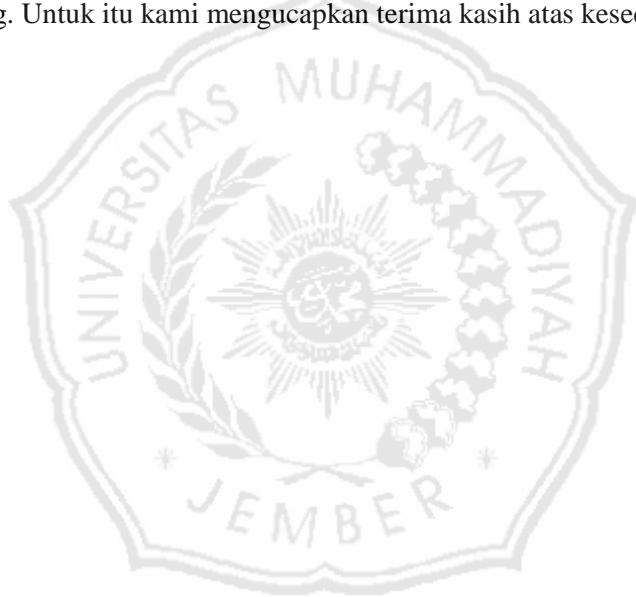 g. Untuk itu kami mengucapkan terima kasih atas kesed
UNIVERSITAS MUHAMMADIYAH
JEMBER